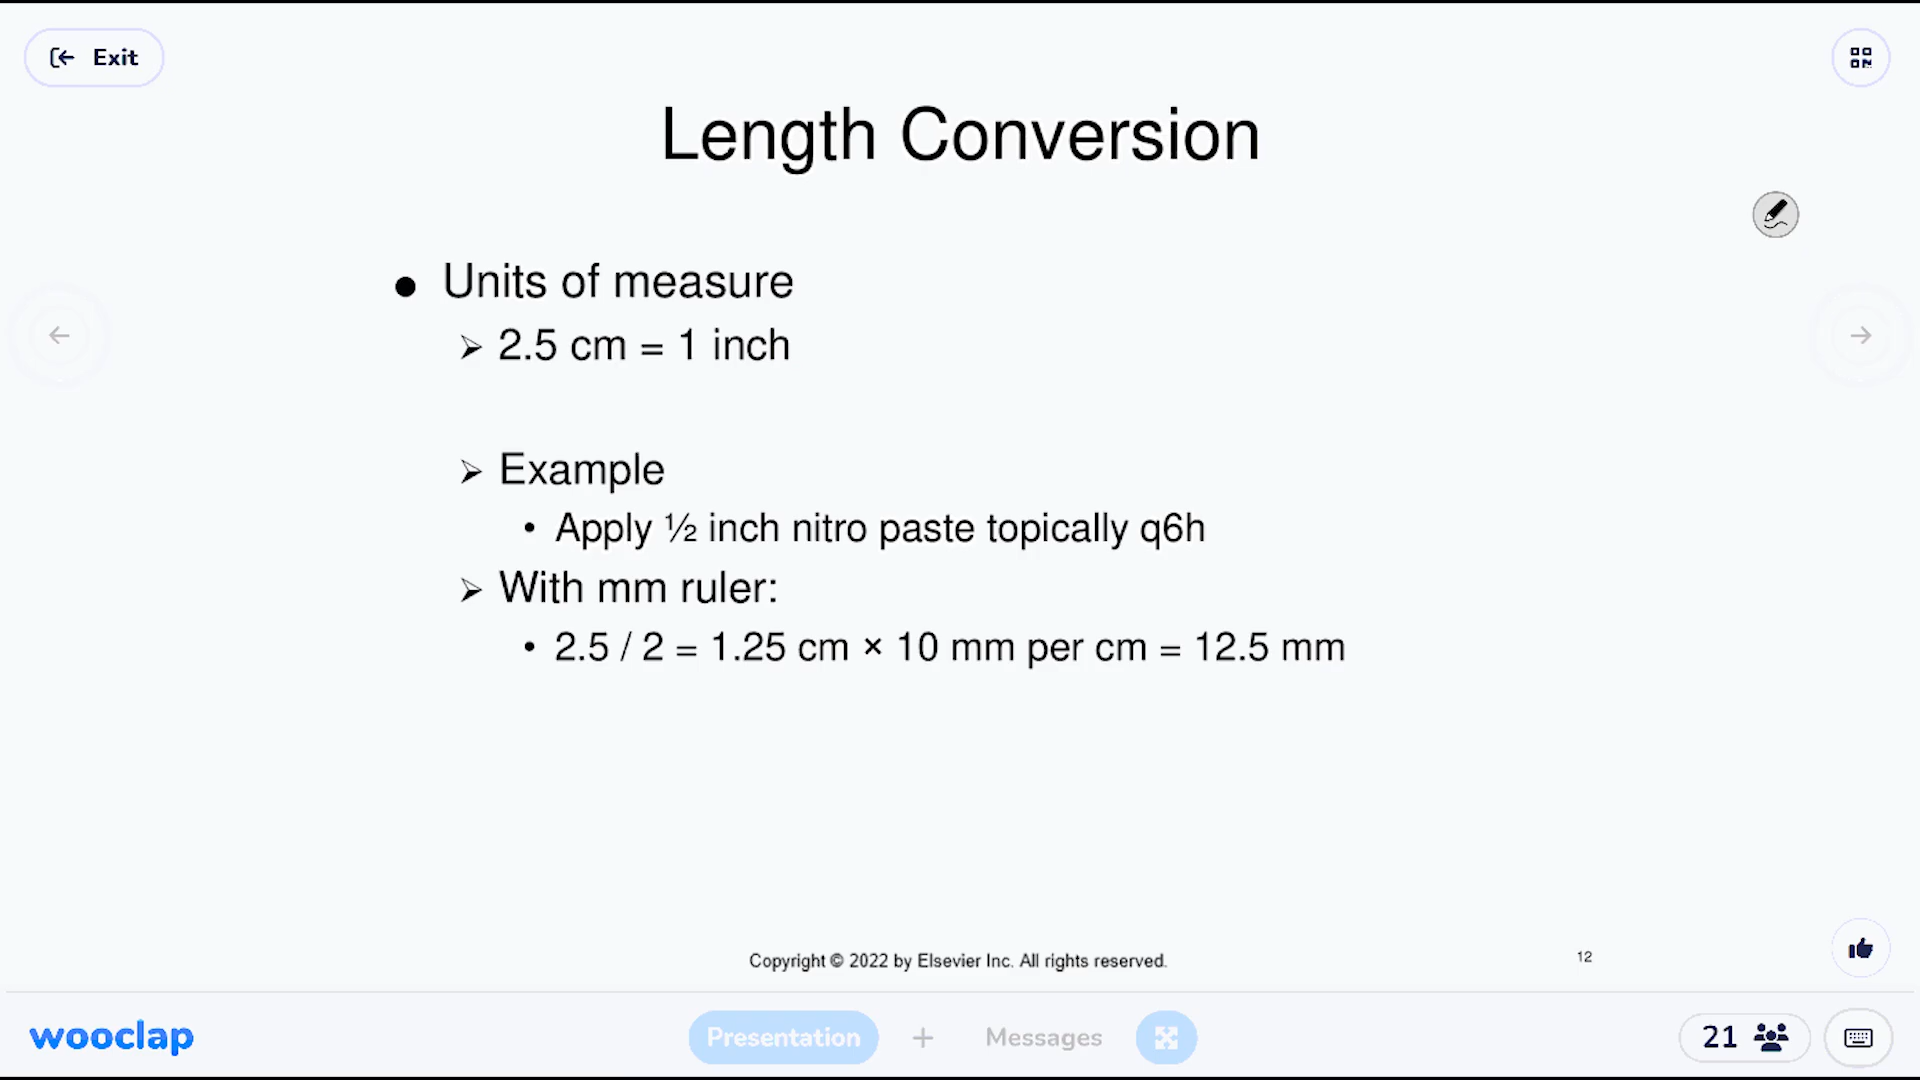 Exit
Length Conversion
● Units of measure
➢ 2.5 cm = 1 inch
➢ Example
• Apply ½ inch nitro paste topically q6h
➢ With mm ruler:
• 2.5 / 2 = 1.25 cm × 10 mm per cm = 12.5 mm
Copyright © 2022 by Elsevier Inc. All rights reserved.
12
wooclap
Presentation
Messages
21